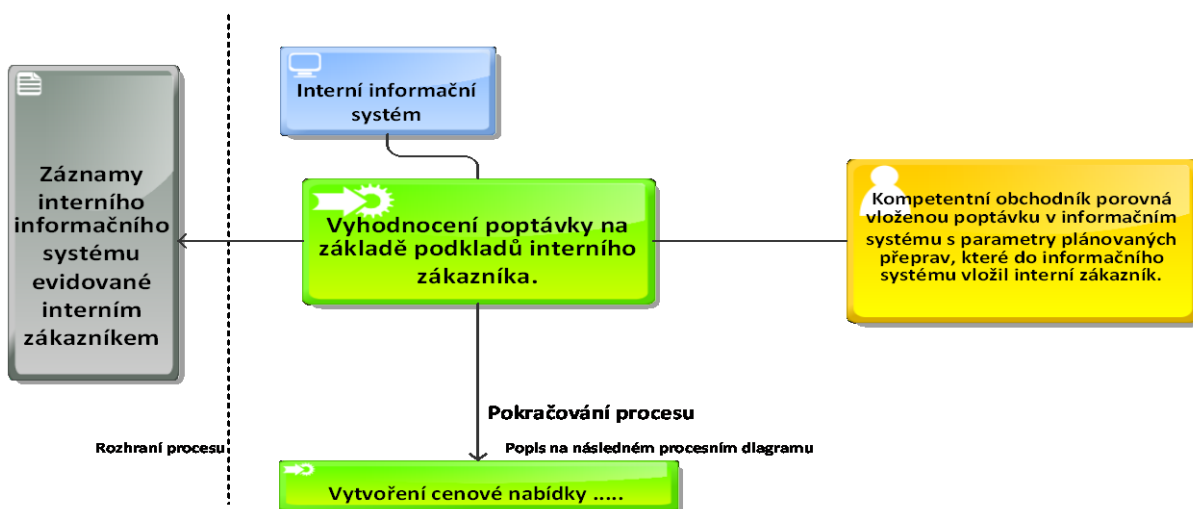 Záznamy
interního
informačního
systému
evidované
interním
zákazníkem
Interní informační
systém
Vyhodnocení poptávky na
základě podkladů interního
zákazníka.
Kompetentní obchodník porovná
vloženou poptávku v informačním
systému s parametry plánovaných
přeprav, které do informačního
systému vložil interní zákazník.
Pokračování procesu
Rozhraní procesu
Popis na následném procesním diagramu
Vytvoření cenové nabídky .....